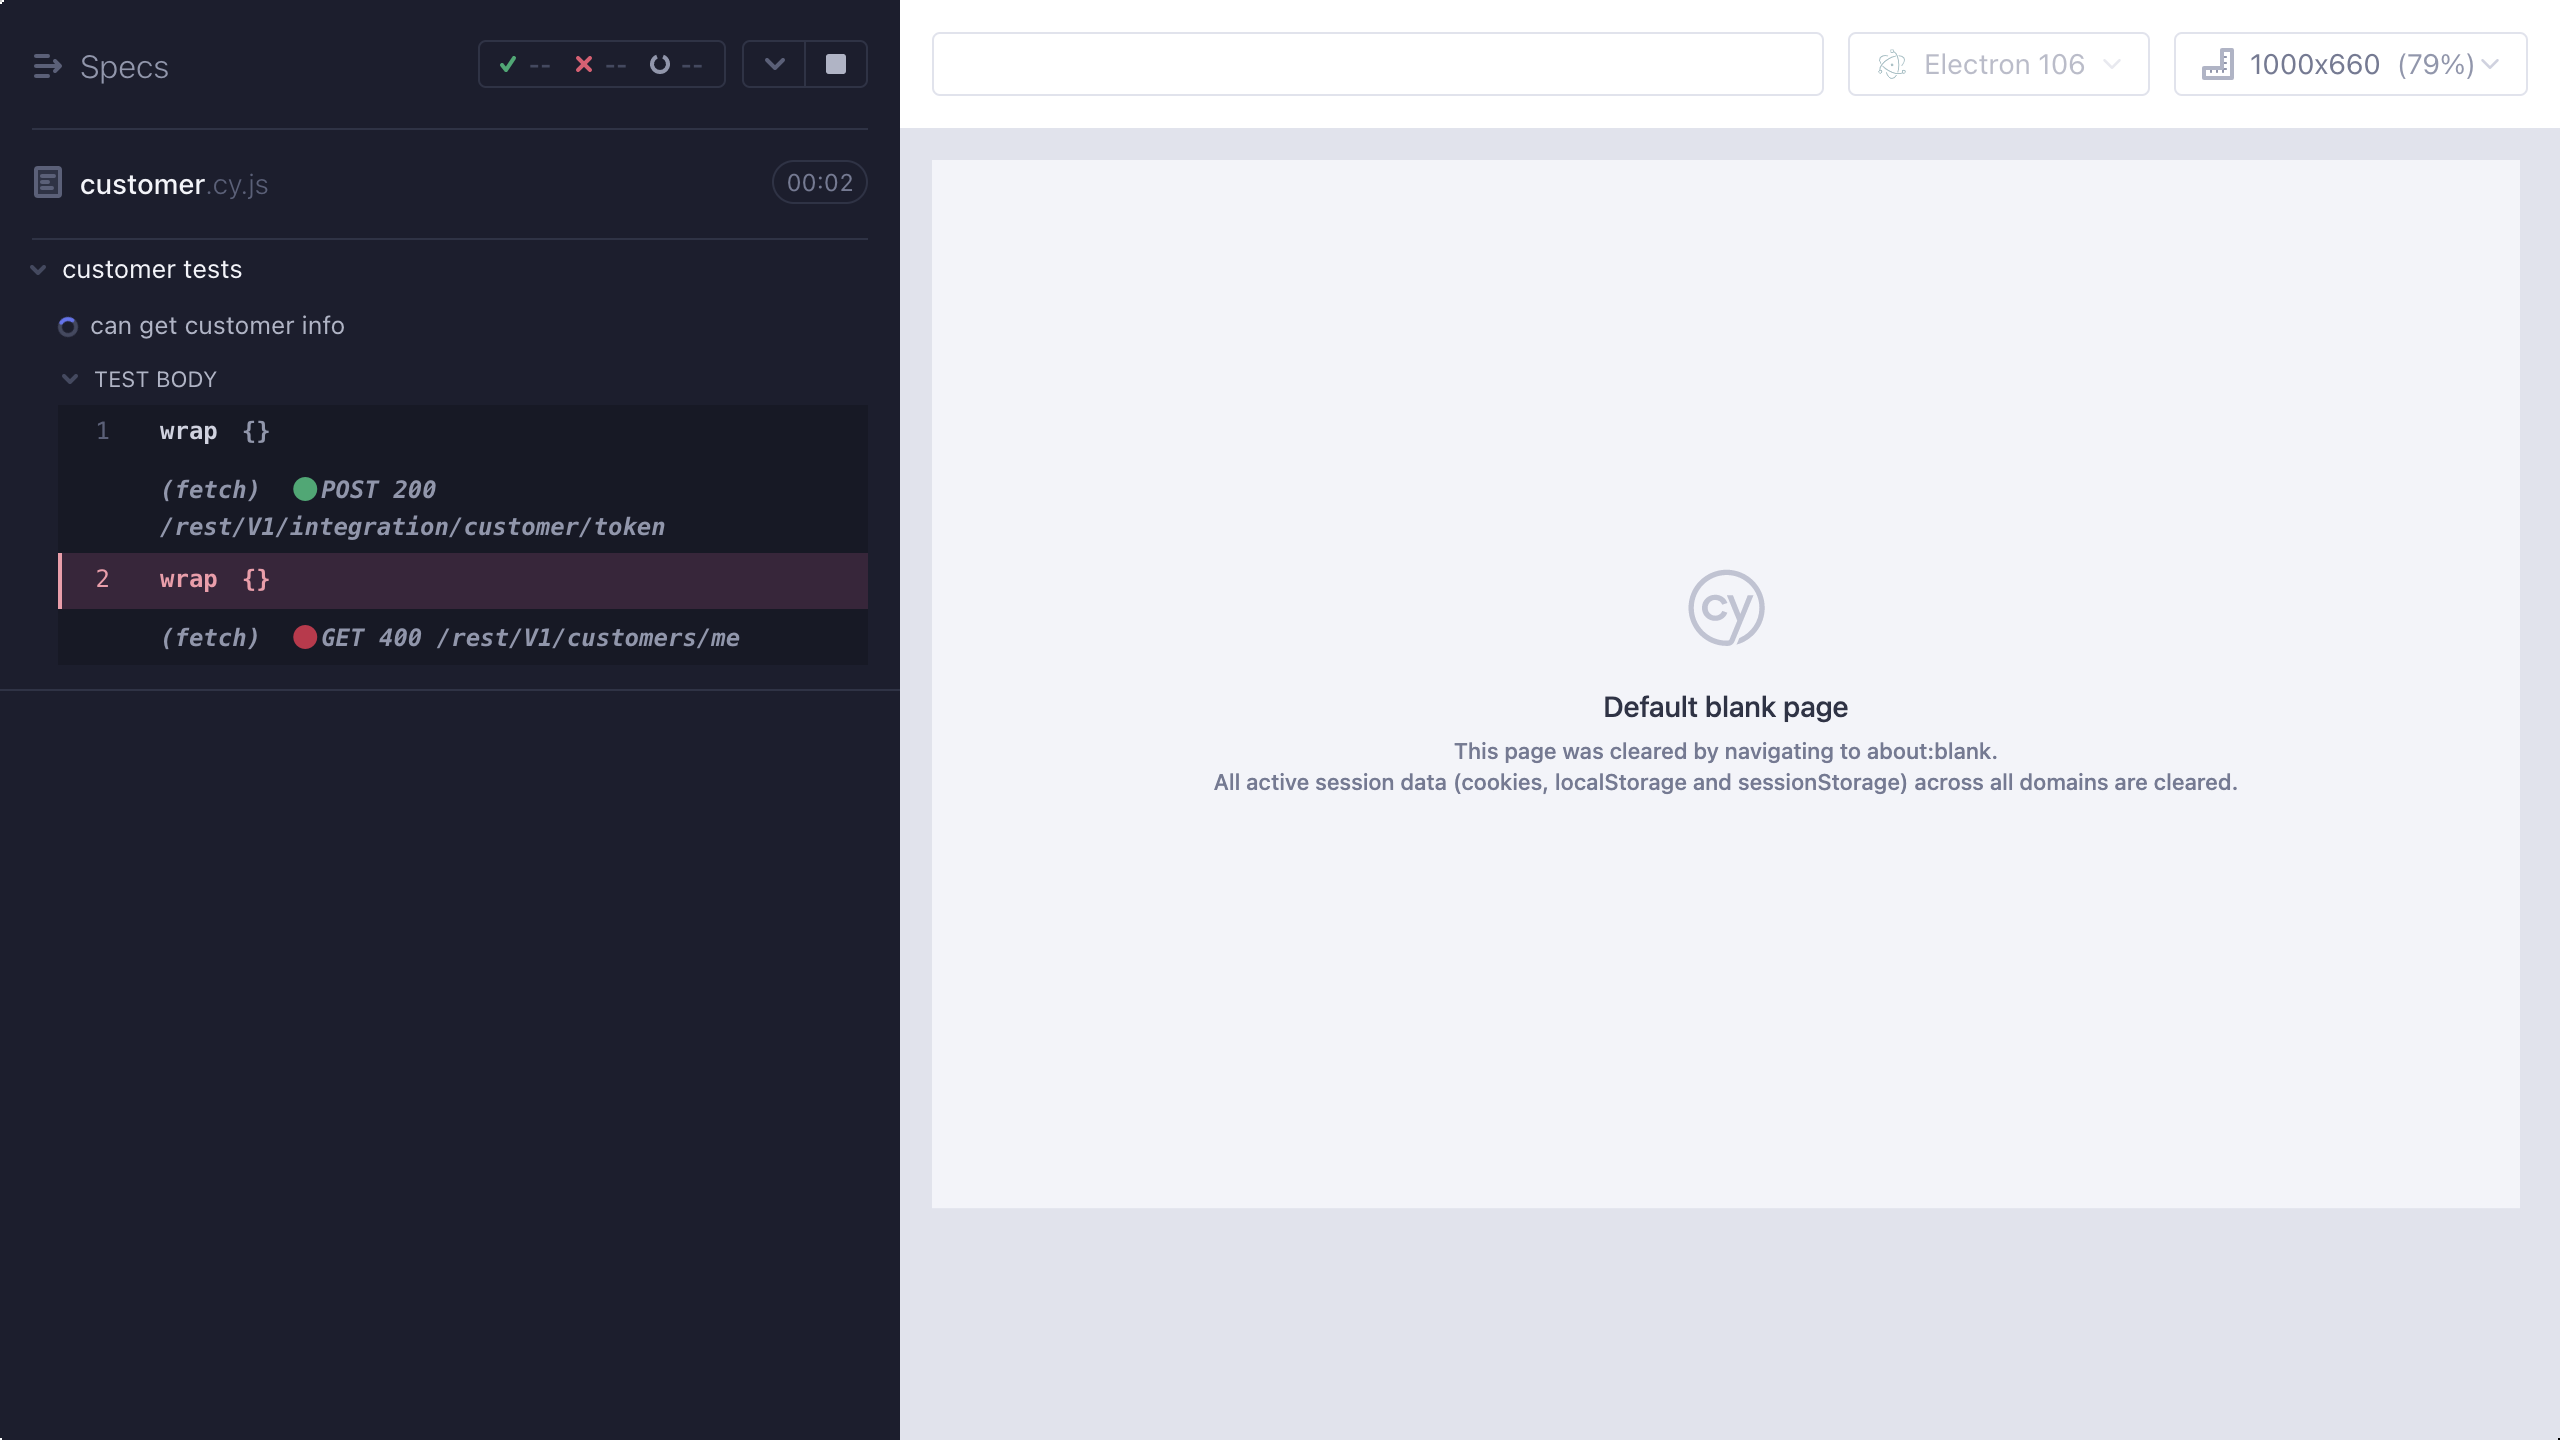 Specs
-- -- --
customer.cy.js
00:02
customer tests
can get customer info
TEST BODY
1 wrap {}
(fetch) POST 200
/rest/V1/integration/customer/token
2 wrap {}
(fetch) GET 400 /rest/V1/customers/me
Electron 106
1000x660 (79%)
cy
Default blank page
This page was cleared by navigating to about:blank.
All active session data (cookies, localStorage and sessionStorage) across all domains are cleared.